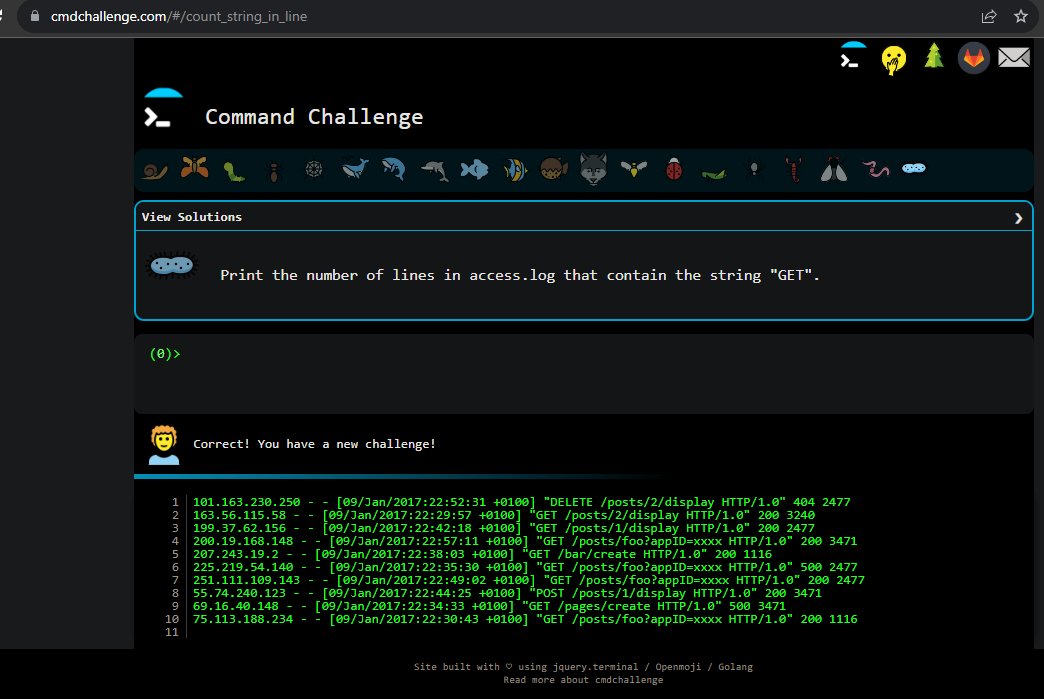 cmdchallenge.com/#/count_string_in_line
Command Challenge
View Solutions
Print the number of lines in access.log that contain the string "GET".
(0)>
Correct! You have a new challenge!
1 101.163.230.250 - - [09/Jan/2017:22:52:31 +0100] "DELETE /posts/2/display HTTP/1.0" 404 2477
2 163.56.115.58 - - [09/Jan/2017:22:29:57 +0100] "GET /posts/2/display HTTP/1.0" 200 3240
3 199.37.62.156 - - [09/Jan/2017:22:42:18 +0100] "GET /posts/1/display HTTP/1.0" 200 2477
4 200.19.168.148 - - [09/Jan/2017:22:57:11 +0100] "GET /posts/foo?appID=xxxx HTTP/1.0" 200 3471
5 207.243.19.2 - - [09/Jan/2017:22:38:03 +0100] "GET /bar/create HTTP/1.0" 200 1116
6 225.219.54.140 - - [09/Jan/2017:22:35:30 +0100] "GET /posts/foo?appID=xxxx HTTP/1.0" 500 2477
7 251.111.109.143 - - [09/Jan/2017:22:49:02 +0100] "GET /posts/foo?appID=xxxx HTTP/1.0" 200 2477
8 55.74.240.123 - - [09/Jan/2017:22:44:25 +0100] "POST /posts/1/display HTTP/1.0" 200 3471
9 69.16.40.148 - - [09/Jan/2017:22:34:33 +0100] "GET /pages/create HTTP/1.0" 500 3471
10 75.113.188.234 - - [09/Jan/2017:22:30:43 +0100] "GET /posts/foo?appID=xxxx HTTP/1.0" 200 1116
11
Site built with ♡ using jquery.terminal / Openmoji / Golang
Read more about cmdchallenge